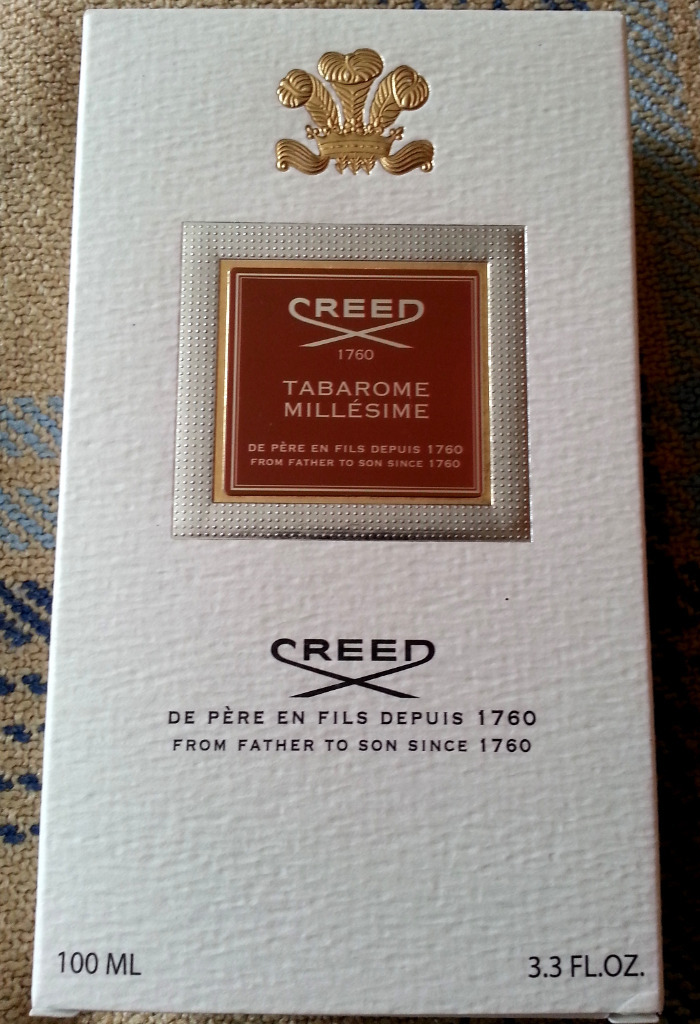 CREED
1760
TABAROME
MILLÉSIME
DE PÈRE EN FILS DEPUIS 1760
FROM FATHER TO SON SINCE 1760
CREED
DE PÈRE EN FILS DEPUIS 1760
FROM FATHER TO SON SINCE 1760
100 ML 3.3 FL.OZ.